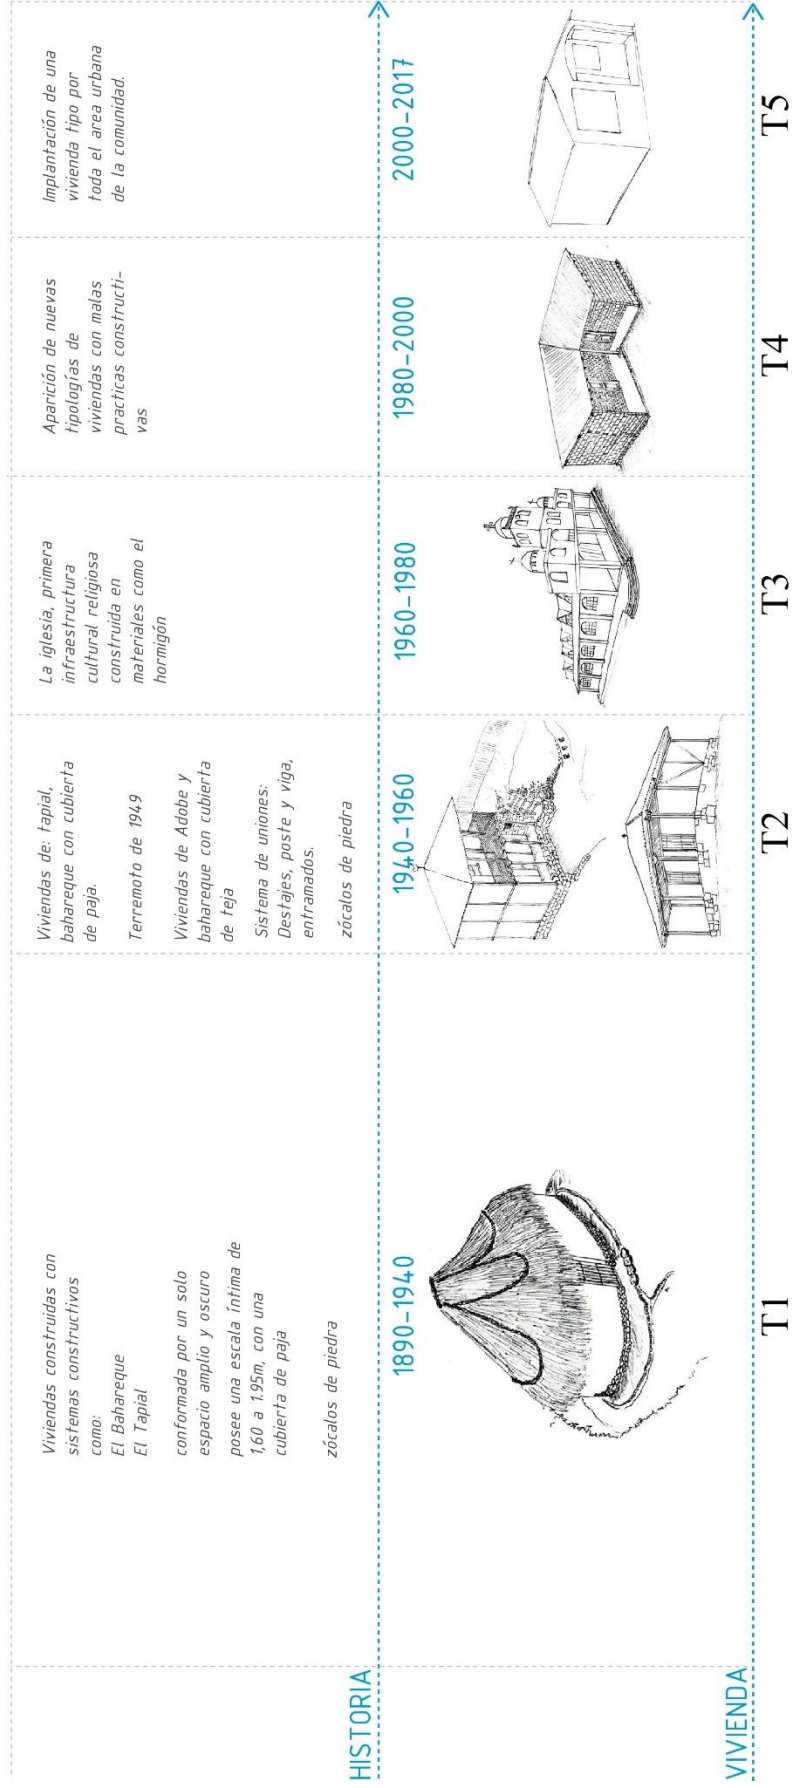 HISTORIA
Viviendas construidas con
sistemas constructivos
como:
El Bahareque
El Tapial
conformada por un solo
espacio amplio y oscuro
posee una escala íntima de
1,60 a 1.95m, con una
cubierta de paja
zócalos de piedra
Viviendas de: tapial,
bahareque con cubierta
de paja.
Terremoto de 1949
Viviendas de Adobe y
bahareque con cubierta
de teja
Sistema de uniones:
Destajes, poste y viga,
entramados.
zócalos de piedra
La iglesia, primera
infraestructura
cultural religiosa
construida en
materiales como el
hormigón
Aparición de nuevas
tipologías de
viviendas con malas
practicas constructi-
vas
Implantación de una
vivienda tipo por
toda el area urbana
de la comunidad.
1890-1940
1940-1960
1960-1980
1980-2000
2000-2017
VIVIENDA
T1
T2
T3
T4
T5